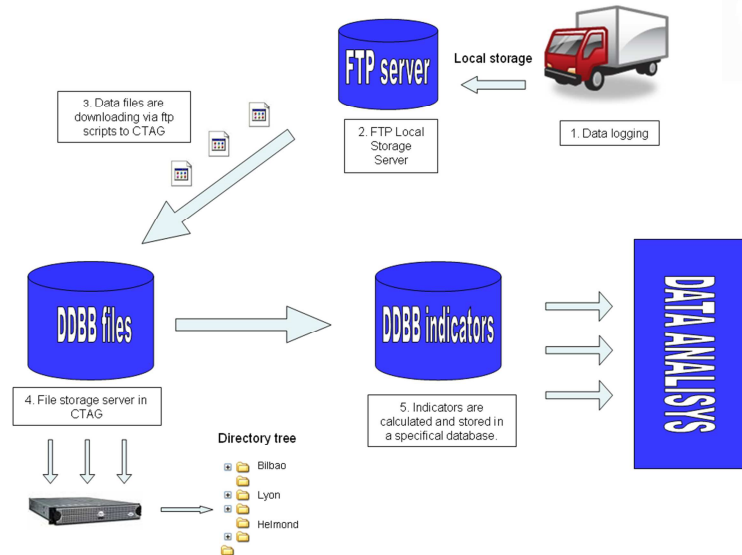 FTP server
Local storage
1. Data logging
2. FTP Local
Storage
Server
3. Data files are
downloading via ftp
scripts to CTAG
DDBB files
DDBB indicators
DATA ANALISYS
4. File storage server in
CTAG
5. Indicators are
calculated and stored in
a specifical database.
Directory tree
Bilbao
Lyon
Helmond